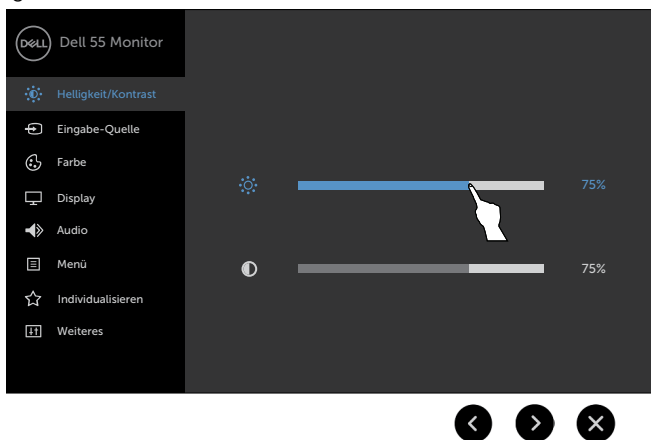 DELL Dell 55 Monitor
Helligkeit/Kontrast
Eingabe-Quelle
Farbe
Display
Audio
Menü
Individualisieren
Weiteres
75%
75%